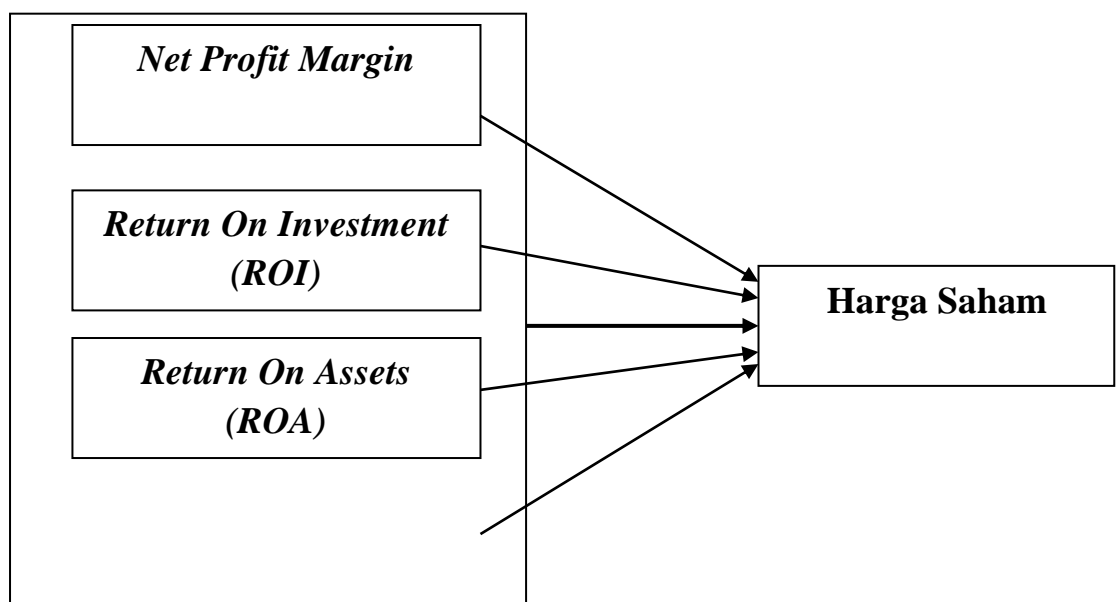 Net Profit Margin
Return On Investment
(ROI)
Return On Assets
(ROA)
Harga Saham